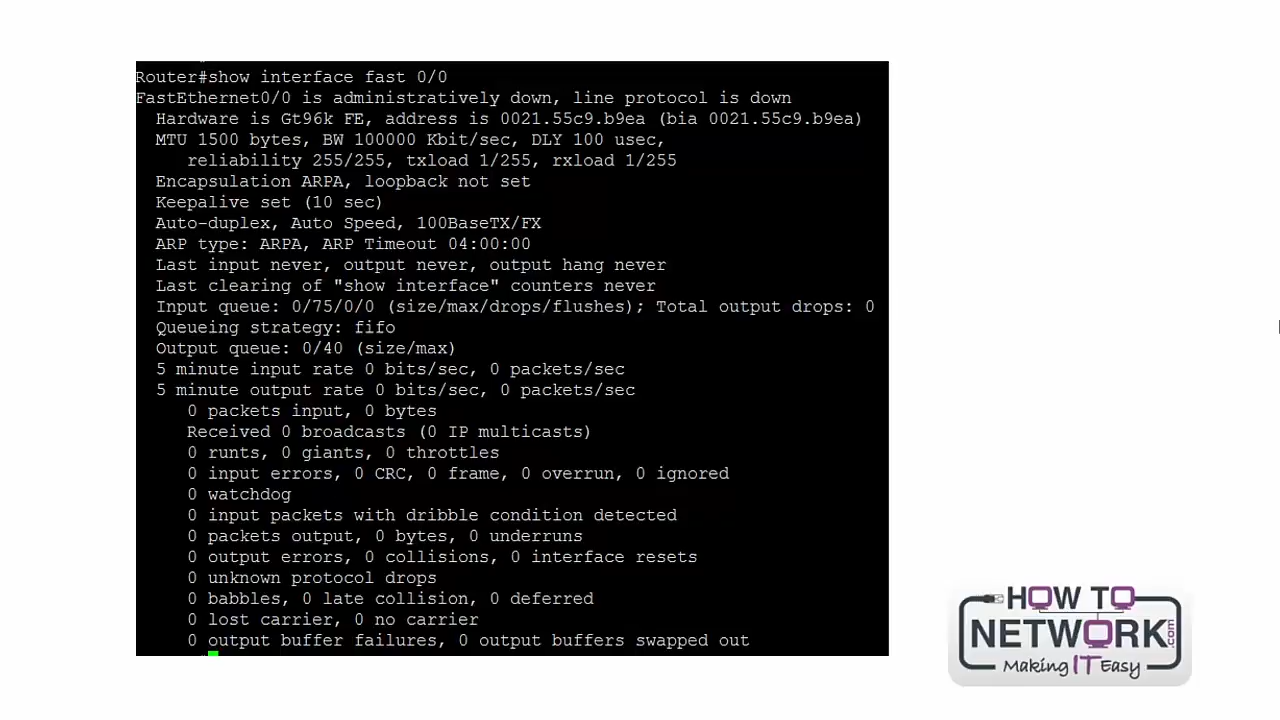 Router#show interface fast 0/0
FastEthernet0/0 is administratively down, line protocol is down
Hardware is Gt96k FE, address is 0021.55c9.b9ea (bia 0021.55c9.b9ea)
MTU 1500 bytes, BW 100000 Kbit/sec, DLY 100 usec,
reliability 255/255, txload 1/255, rxload 1/255
Encapsulation ARPA, loopback not set
Keepalive set (10 sec)
Auto-duplex, Auto Speed, 100BaseTX/FX
ARP type: ARPA, ARP Timeout 04:00:00
Last input never, output never, output hang never
Last clearing of "show interface" counters never
Input queue: 0/75/0/0 (size/max/drops/flushes); Total output drops: 0
Queueing strategy: fifo
Output queue: 0/40 (size/max)
5 minute input rate 0 bits/sec, 0 packets/sec
5 minute output rate 0 bits/sec, 0 packets/sec
0 packets input, 0 bytes
Received 0 broadcasts (0 IP multicasts)
0 runts, 0 giants, 0 throttles
0 input errors, 0 CRC, 0 frame, 0 overrun, 0 ignored
0 watchdog
0 input packets with dribble condition detected
0 packets output, 0 bytes, 0 underruns
0 output errors, 0 collisions, 0 interface resets
0 unknown protocol drops
0 babbles, 0 late collision, 0 deferred
0 lost carrier, 0 no carrier
0 output buffer failures, 0 output buffers swapped out
HOW TO
NETWORK.com
Making IT Easy